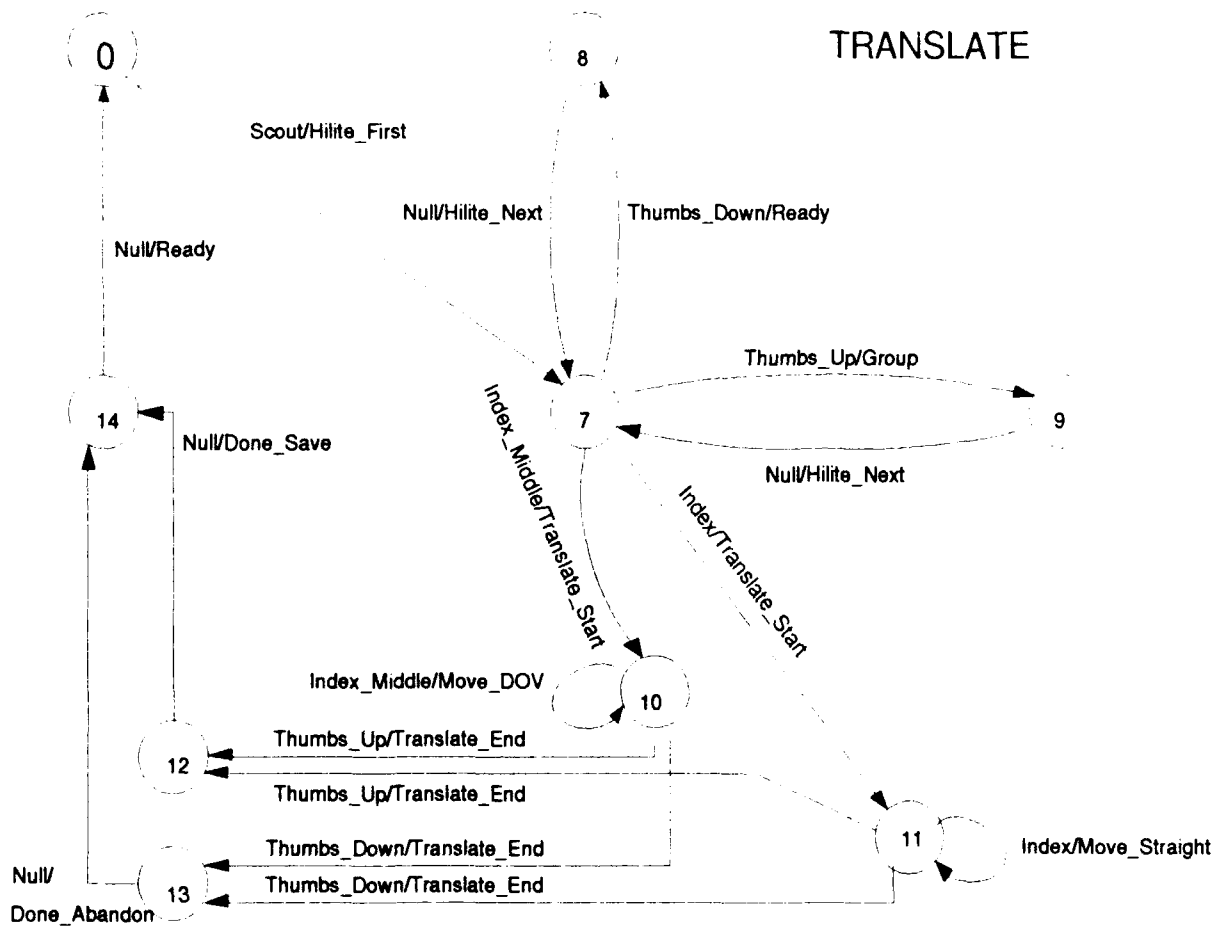 TRANSLATE
0
8
Scout/Hilite_First
Null/Hilite_Next
Thumbs_Down/Ready
Null/Ready
Thumbs_Up/Group
14
7
9
Null/Done_Save
Null/Hilite_Next
Index_Middle/Translate_Start
Index/Translate_Start
Index_Middle/Move_DOV
10
Thumbs_Up/Translate_End
12
Thumbs_Up/Translate_End
11
Index/Move_Straight
Thumbs_Down/Translate_End
Null/
13
Thumbs_Down/Translate_End
Done_Abandon